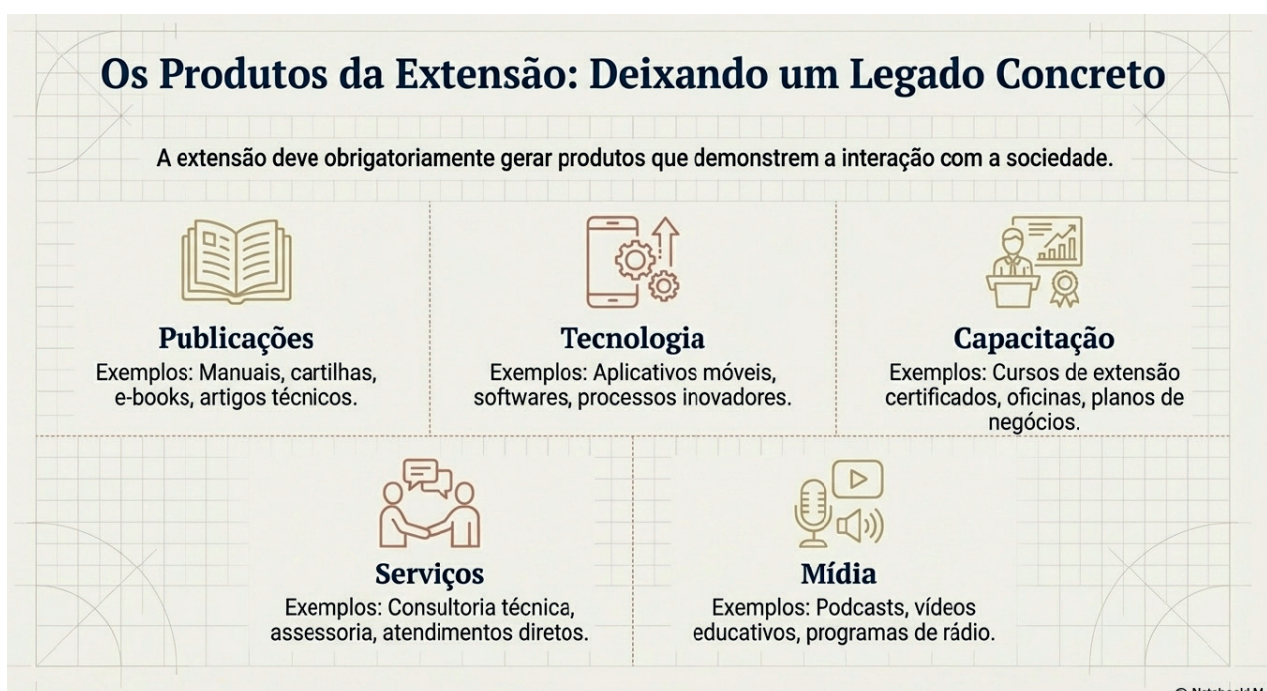 Os Produtos da Extensão: Deixando um Legado Concreto
A extensão deve obrigatoriamente gerar produtos que demonstrem a interação com a sociedade.
Publicações
Exemplos: Manuais, cartilhas,
e-books, artigos técnicos.
Tecnologia
Exemplos: Aplicativos móveis,
softwares, processos inovadores.
Capacitação
Exemplos: Cursos de extensão
certificados, oficinas, planos de
negócios.
Serviços
Exemplos: Consultoria técnica,
assessoria, atendimentos diretos.
Mídia
Exemplos: Podcasts, vídeos
educativos, programas de rádio.